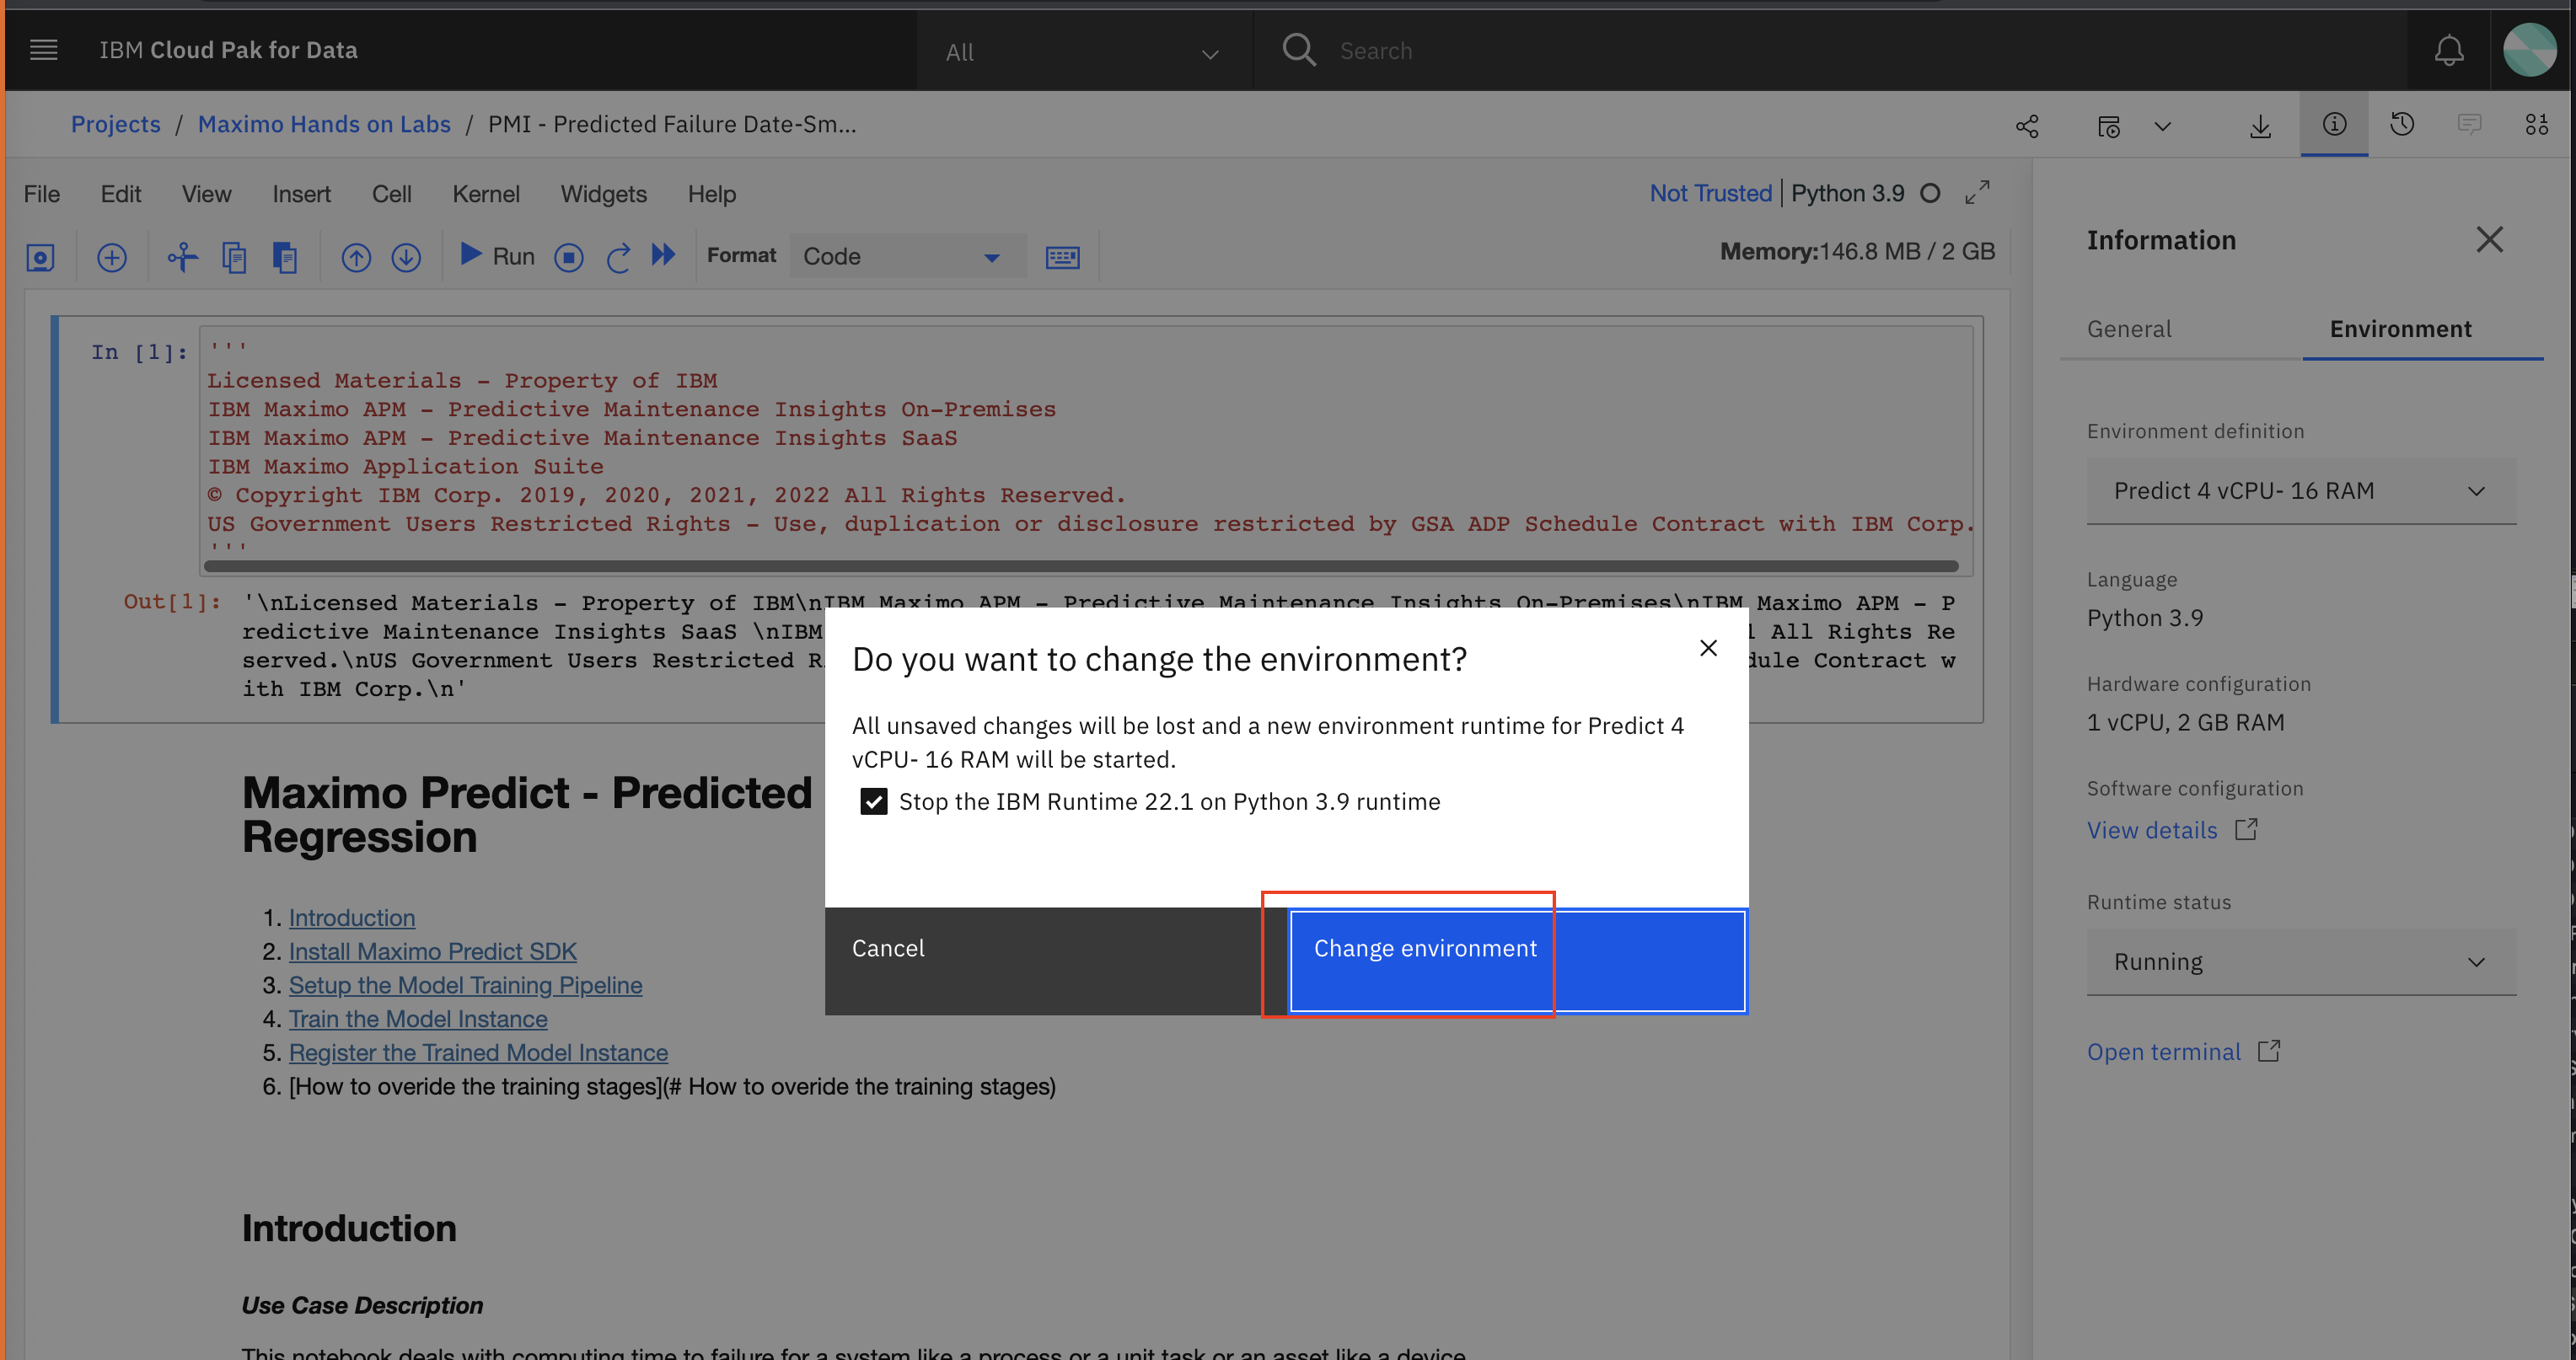 IBM Cloud Pak for Data
All
Search
Projects / Maximo Hands on Labs / PMI - Predicted Failure Date-Sm...
File Edit View Insert Cell Kernel Widgets Help
Not Trusted | Python 3.9
Run
Format
Code
Memory:146.8 MB / 2 GB
In [1]: '''
Licensed Materials - Property of IBM
IBM Maximo APM - Predictive Maintenance Insights On-Premises
IBM Maximo APM - Predictive Maintenance Insights SaaS
IBM Maximo Application Suite
© Copyright IBM Corp. 2019, 2020, 2021, 2022 All Rights Reserved.
US Government Users Restricted Rights - Use, duplication or disclosure restricted by GSA ADP Schedule Contract with IBM Corp.
'''
Out[1]: '\nLicensed Materials - Property of IBM\nIBM Maximo APM - Predictive Maintenance Insights On-Premises\nIBM Maximo APM - P
redictive Maintenance Insights SaaS \nIBM All Rights Re
served.\nUS Government Users Restricted Contract w
ith IBM Corp.\n'
Do you want to change the environment?
All unsaved changes will be lost and a new environment runtime for Predict 4
vCPU- 16 RAM will be started.
Stop the IBM Runtime 22.1 on Python 3.9 runtime
Cancel
Change environment
Maximo Predict - Predicted
Regression
1. Introduction
2. Install Maximo Predict SDK
3. Setup the Model Training Pipeline
4. Train the Model Instance
5. Register the Trained Model Instance
6. [How to overide the training stages](# How to overide the training stages)
Introduction
Use Case Description
This notebook deals with computing time to failure for a system like a process or a unit task or an asset like a device
Information
General
Environment
Environment definition
Predict 4 vCPU- 16 RAM
Language
Python 3.9
Hardware configuration
1 vCPU, 2 GB RAM
Software configuration
View details
Runtime status
Running
Open terminal